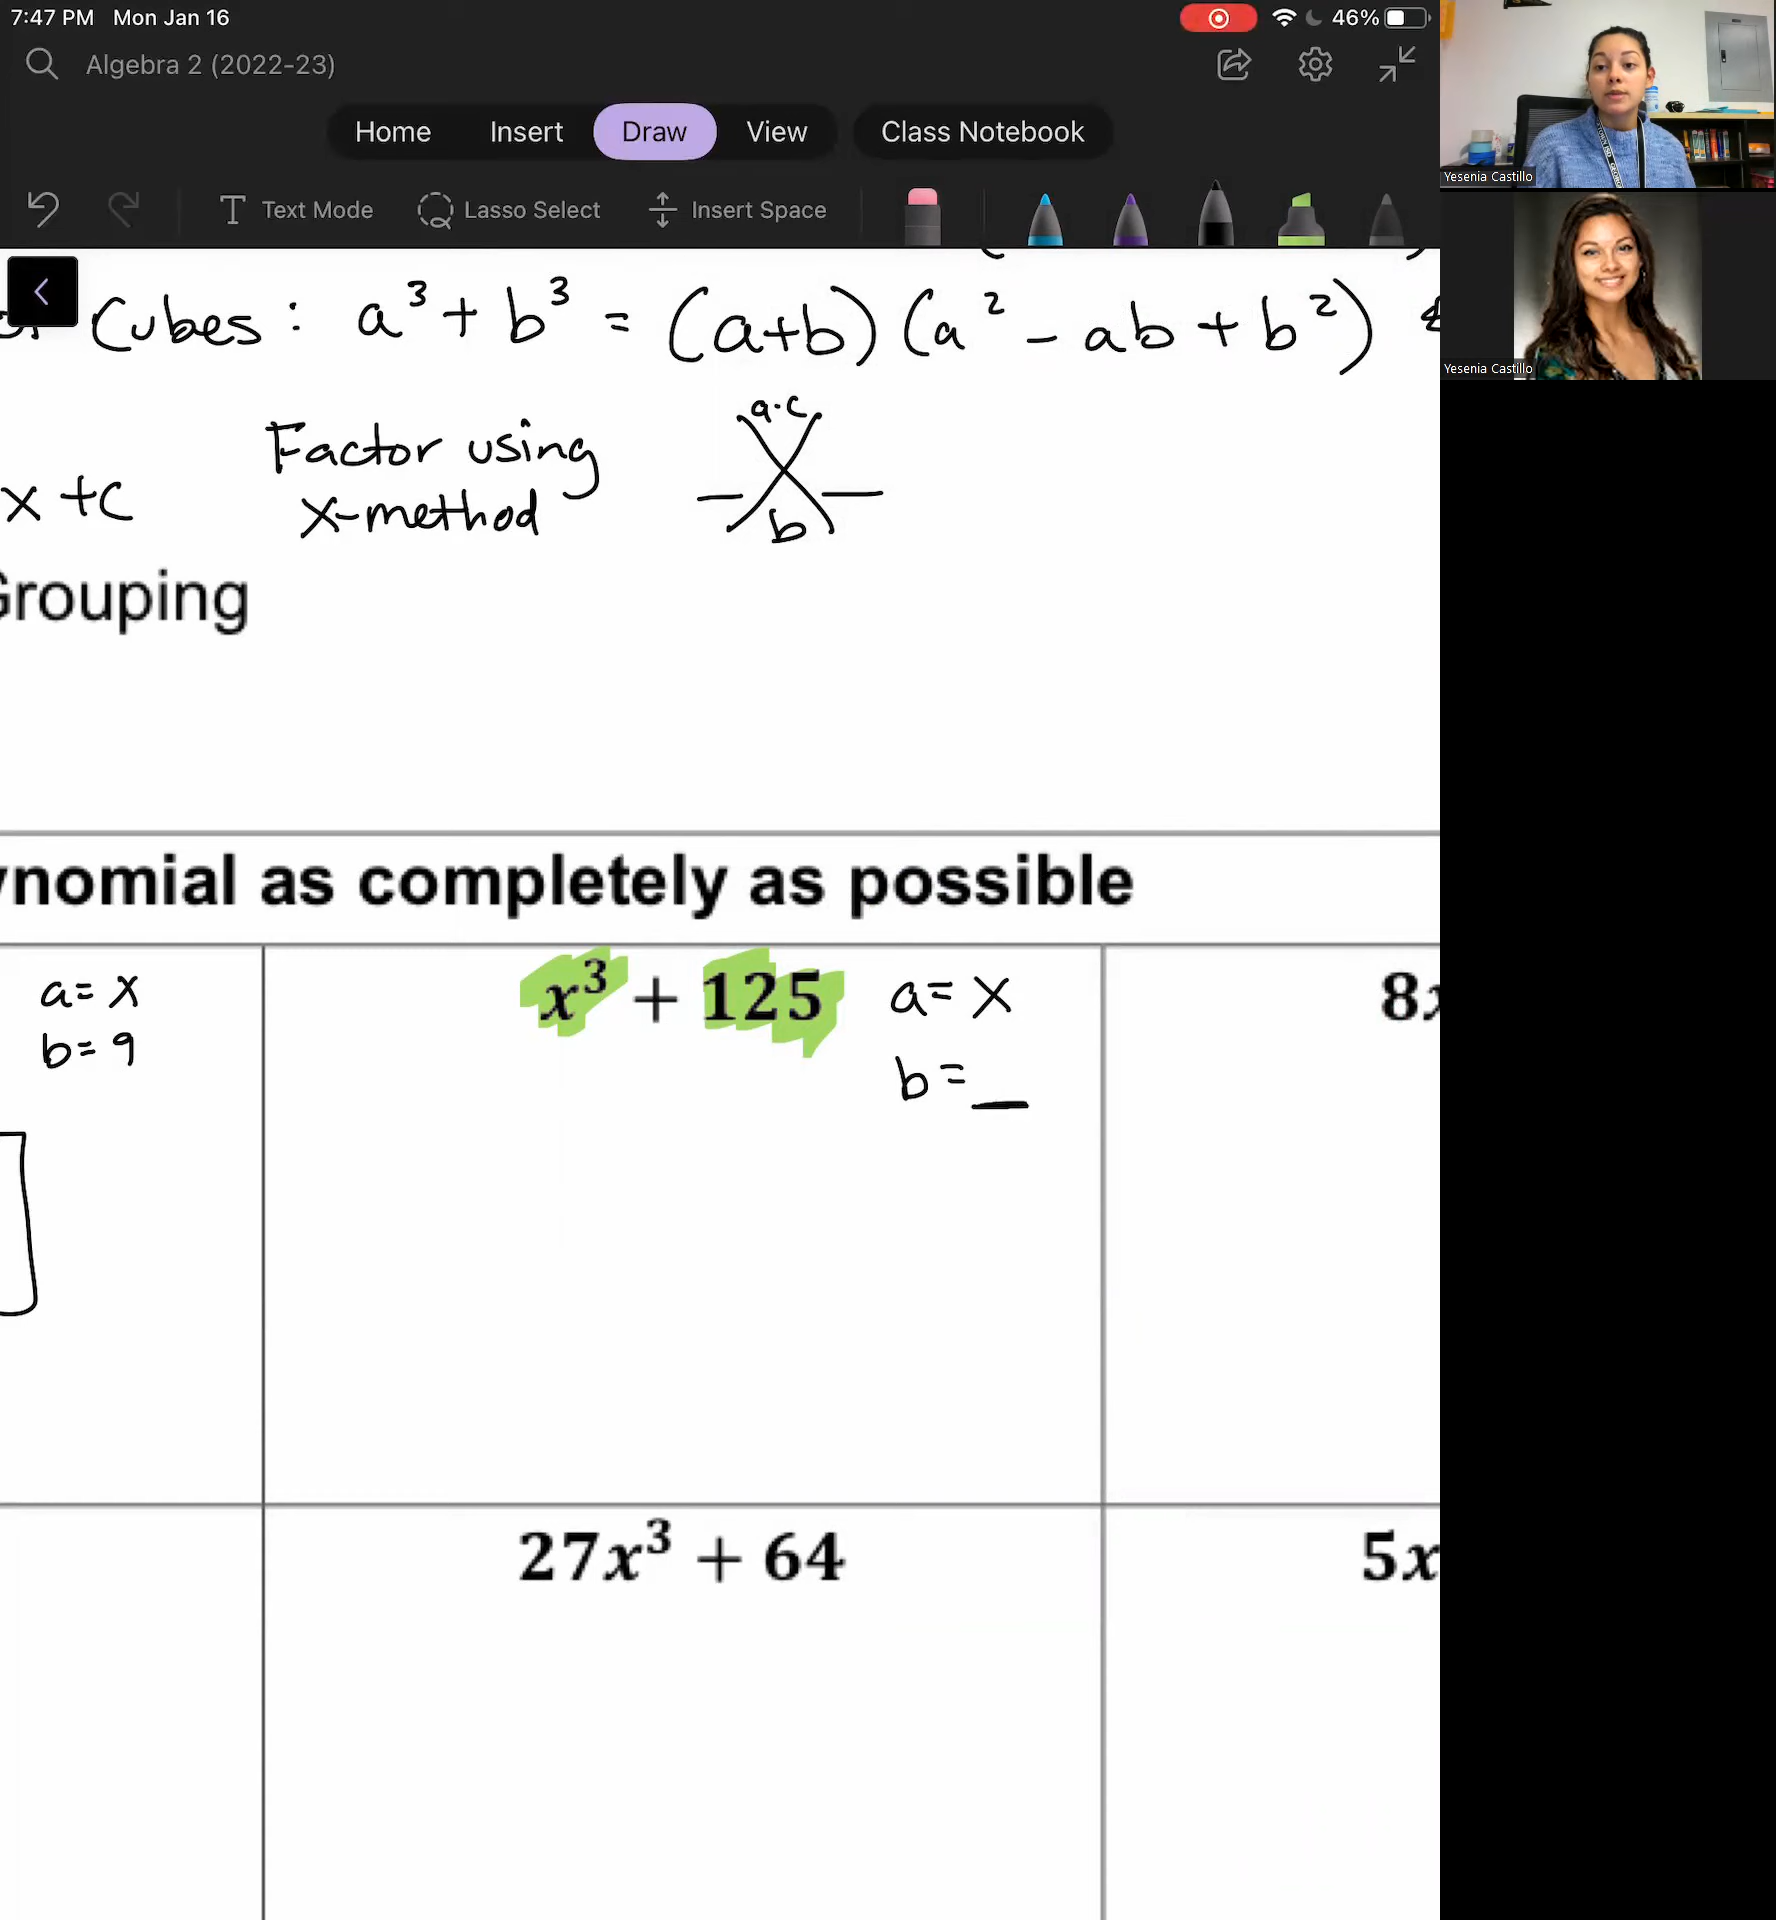 7:47 PM Mon Jan 16
46%
Algebra 2 (2022-23)
Home Insert Draw View Class Notebook
Text Mode Lasso Select Insert Space
Yesenia Castillo
Yesenia Castillo
Cubes: a³ + b³ = (a+b)(a² - ab + b²)
Factor using
x-method
a·c
b
x + c
Grouping
ynomial as completely as possible
a = x
b = 9
x³ + 125
a = x
b = _
8x
27x³ + 64
5x